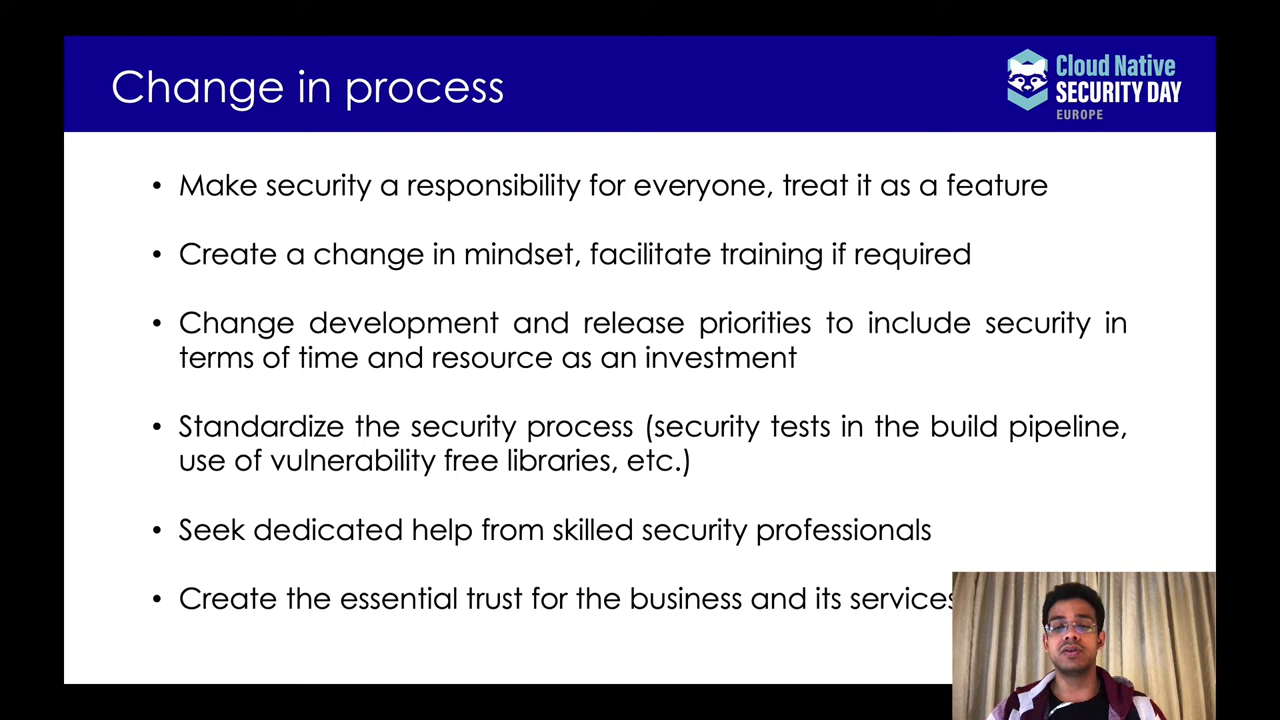 Change in process
Cloud Native
SECURITY DAY
EUROPE
• Make security a responsibility for everyone, treat it as a feature
• Create a change in mindset, facilitate training if required
• Change development and release priorities to include security in
terms of time and resource as an investment
• Standardize the security process (security tests in the build pipeline,
use of vulnerability free libraries, etc.)
• Seek dedicated help from skilled security professionals
• Create the essential trust for the business and its services